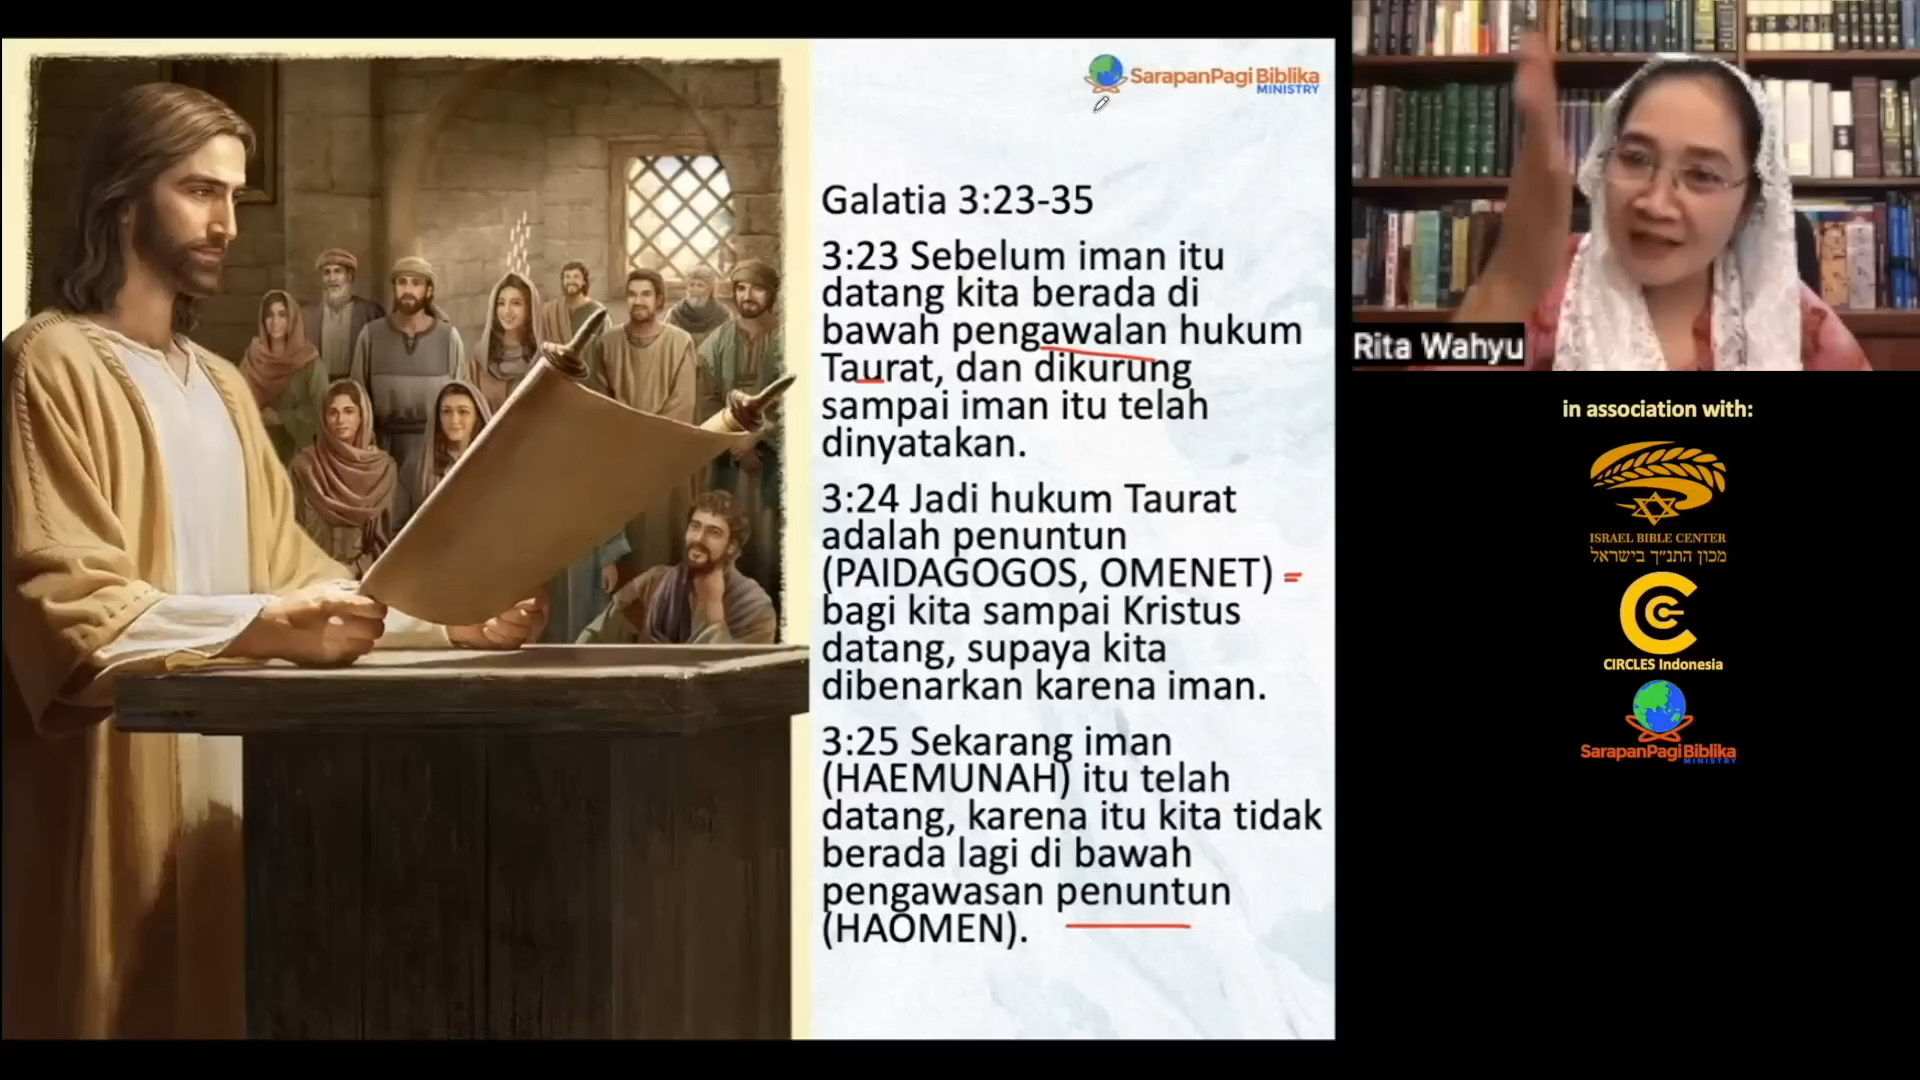 SarapanPagi Biblika
MINISTRY
Galatia 3:23-35
3:23 Sebelum iman itu
datang kita berada di
bawah pengawalan hukum
Taurat, dan dikurung
sampai iman itu telah
dinyatakan.
3:24 Jadi hukum Taurat
adalah penuntun
(PAIDAGOGOS, OMENET)
bagi kita sampai Kristus
datang, supaya kita
dibenarkan karena iman.
3:25 Sekarang iman
(HAEMUNAH) itu telah
datang, karena itu kita tidak
berada lagi di bawah
pengawasan penuntun
(HAOMEN).
Rita Wahyu
in association with:
ISRAEL BIBLE CENTER
מכון התנ״ך בישראל
CIRCLES Indonesia
SarapanPagi Biblika
MINISTRY